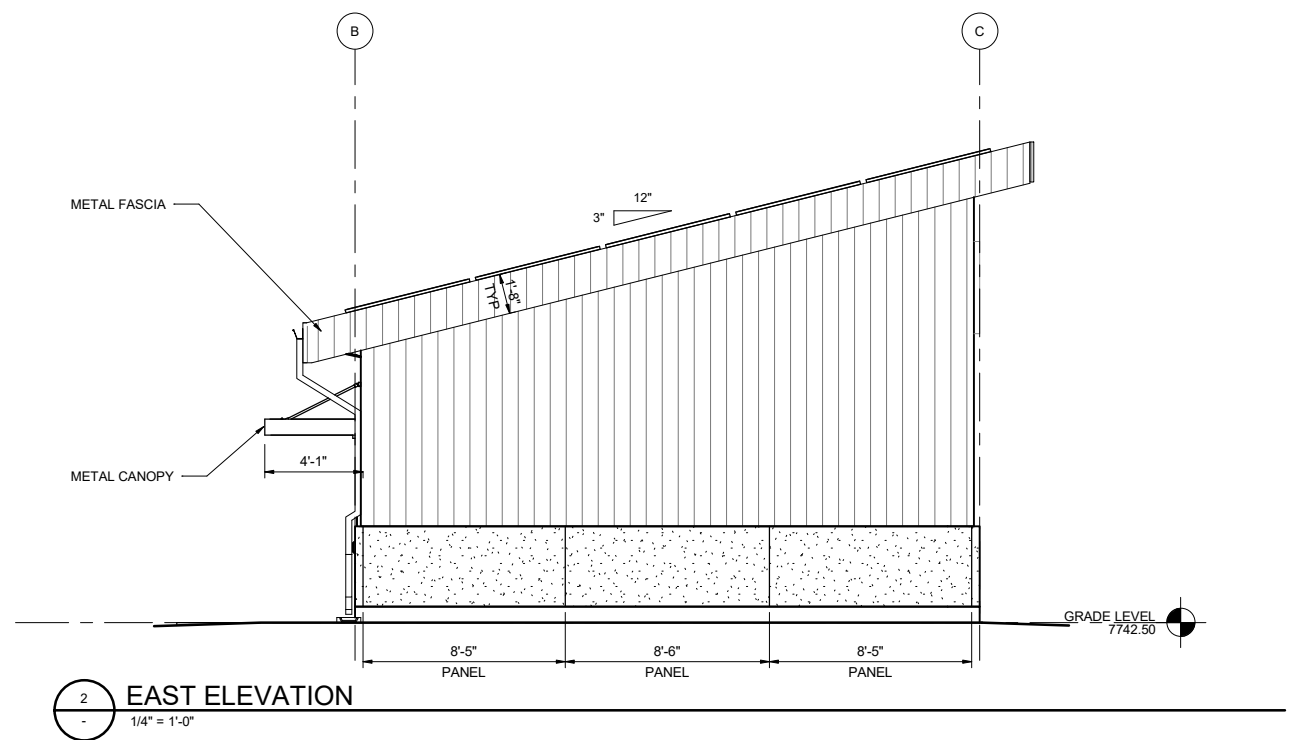 B
C
METAL FASCIA
12"
3"
1'-8"
TYP
METAL CANOPY
4'-1"
GRADE LEVEL
7742.50
8'-5"
PANEL
8'-6"
PANEL
8'-5"
PANEL
2
-
EAST ELEVATION
1/4" = 1'-0"